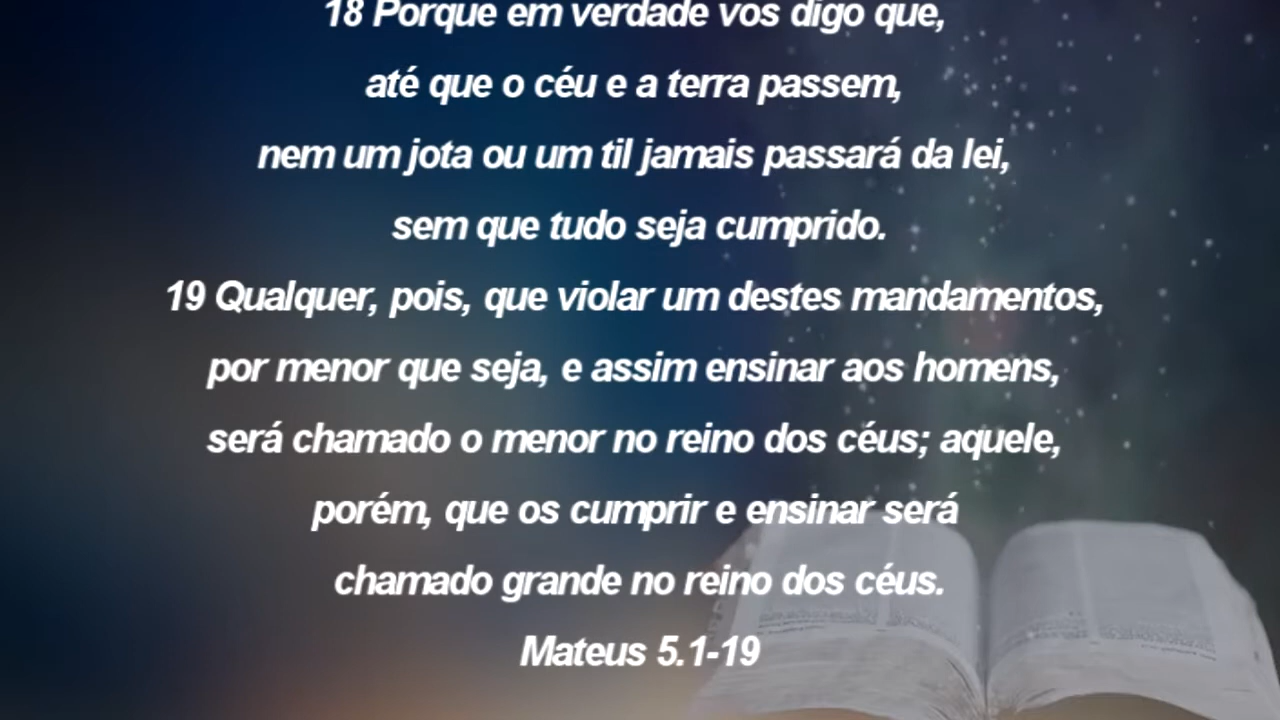 18 Porque em verdade vos digo que,
até que o céu e a terra passem,
nem um jota ou um til jamais passará da lei,
sem que tudo seja cumprido.
19 Qualquer, pois, que violar um destes mandamentos,
por menor que seja, e assim ensinar aos homens,
será chamado o menor no reino dos céus; aquele,
porém, que os cumprir e ensinar será
chamado grande no reino dos céus.
Mateus 5.1-19